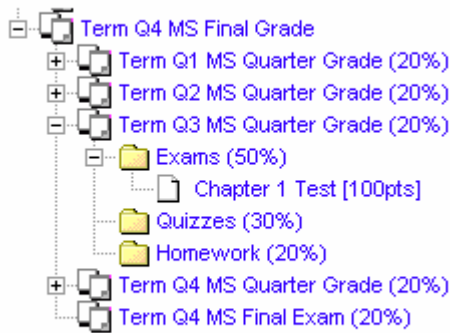 Term Q4 MS Final Grade
Term Q1 MS Quarter Grade (20%)
Term Q2 MS Quarter Grade (20%)
Term Q3 MS Quarter Grade (20%)
Exams (50%)
Chapter 1 Test [100pts]
Quizzes (30%)
Homework (20%)
Term Q4 MS Quarter Grade (20%)
Term Q4 MS Final Exam (20%)